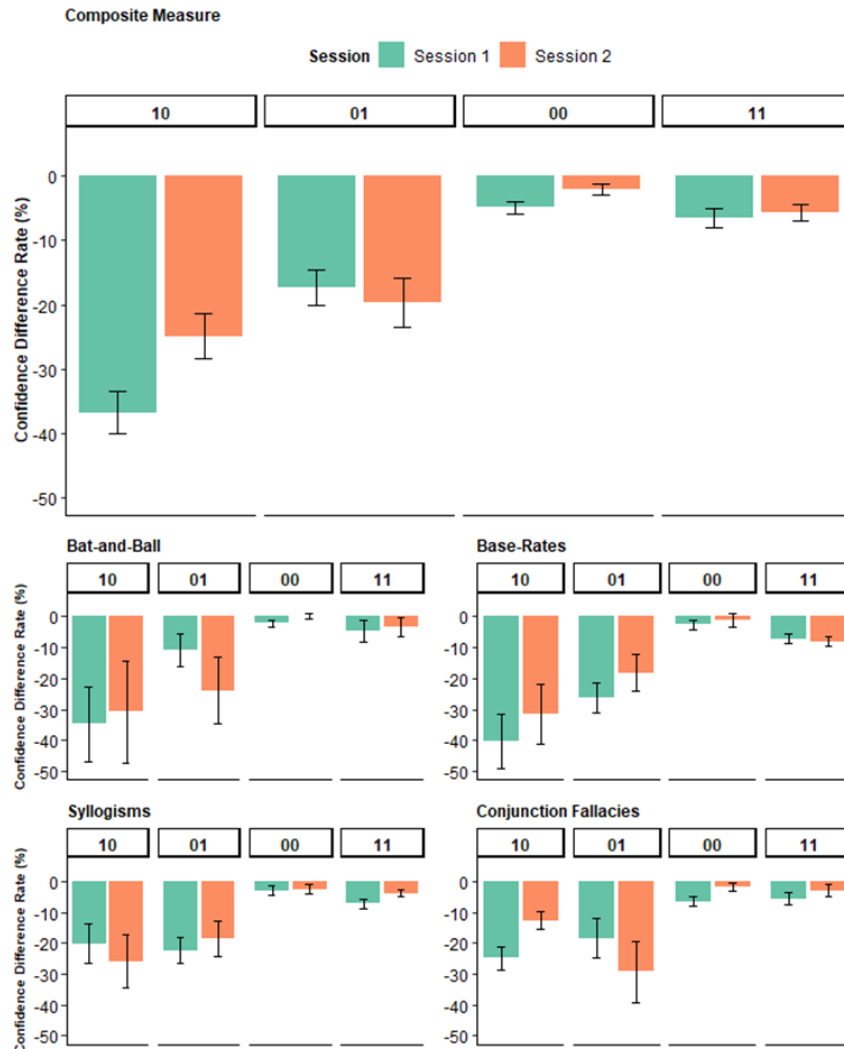 Composite Measure
Session Session 1 Session 2
10 01 00 11
Confidence Difference Rate (%)
0
-10
-20
-30
-40
-50
Bat-and-Ball
10 01 00 11
Confidence Difference Rate (%)
0
-10
-20
-30
-40
-50
Base-Rates
10 01 00 11
0
-10
-20
-30
-40
-50
Syllogisms
10 01 00 11
Confidence Difference Rate (%)
0
-10
-20
-30
-40
-50
Conjunction Fallacies
10 01 00 11
0
-10
-20
-30
-40
-50